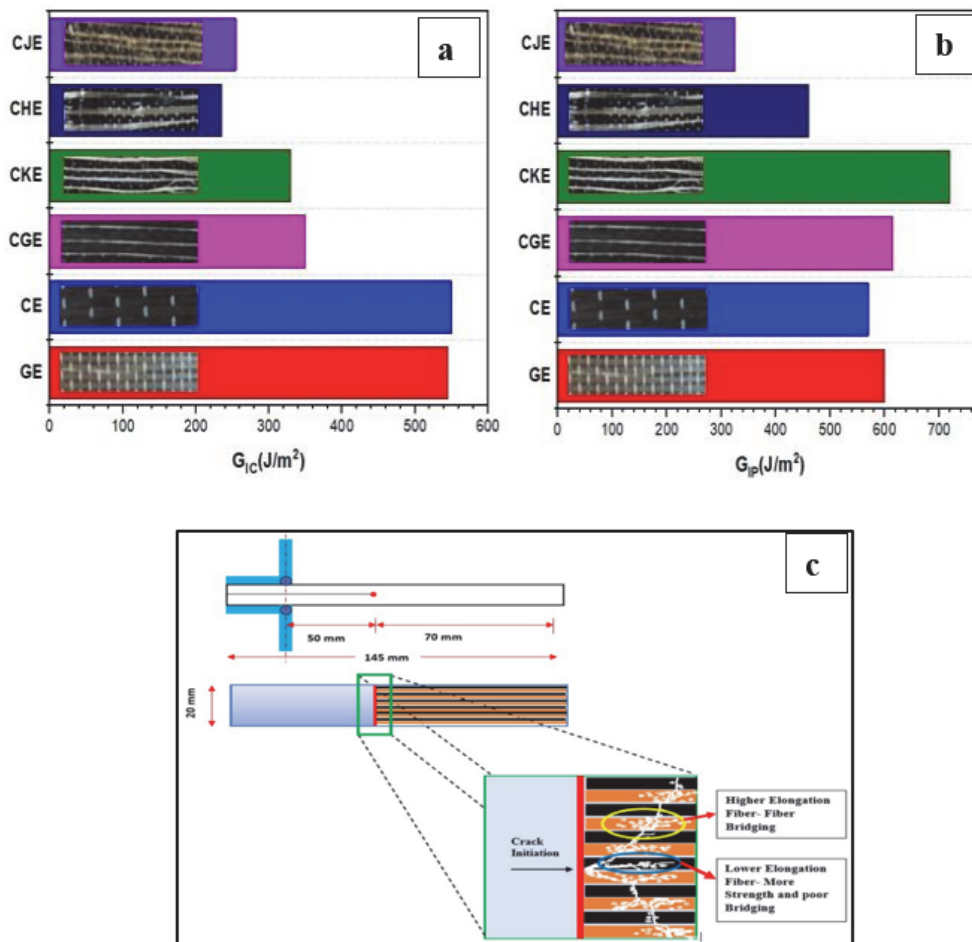 a
CJE
CHE
CKE
CGE
CE
GE
0 100 200 300 400 500 600
G_IC(J/m²)
b
CJE
CHE
CKE
CGE
CE
GE
0 100 200 300 400 500 600 700
G_IP(J/m²)
c
50 mm
70 mm
145 mm
20 mm
Crack
Initiation
Higher Elongation
Fiber- Fiber
Bridging
Lower Elongation
Fiber- More
Strength and poor
Bridging